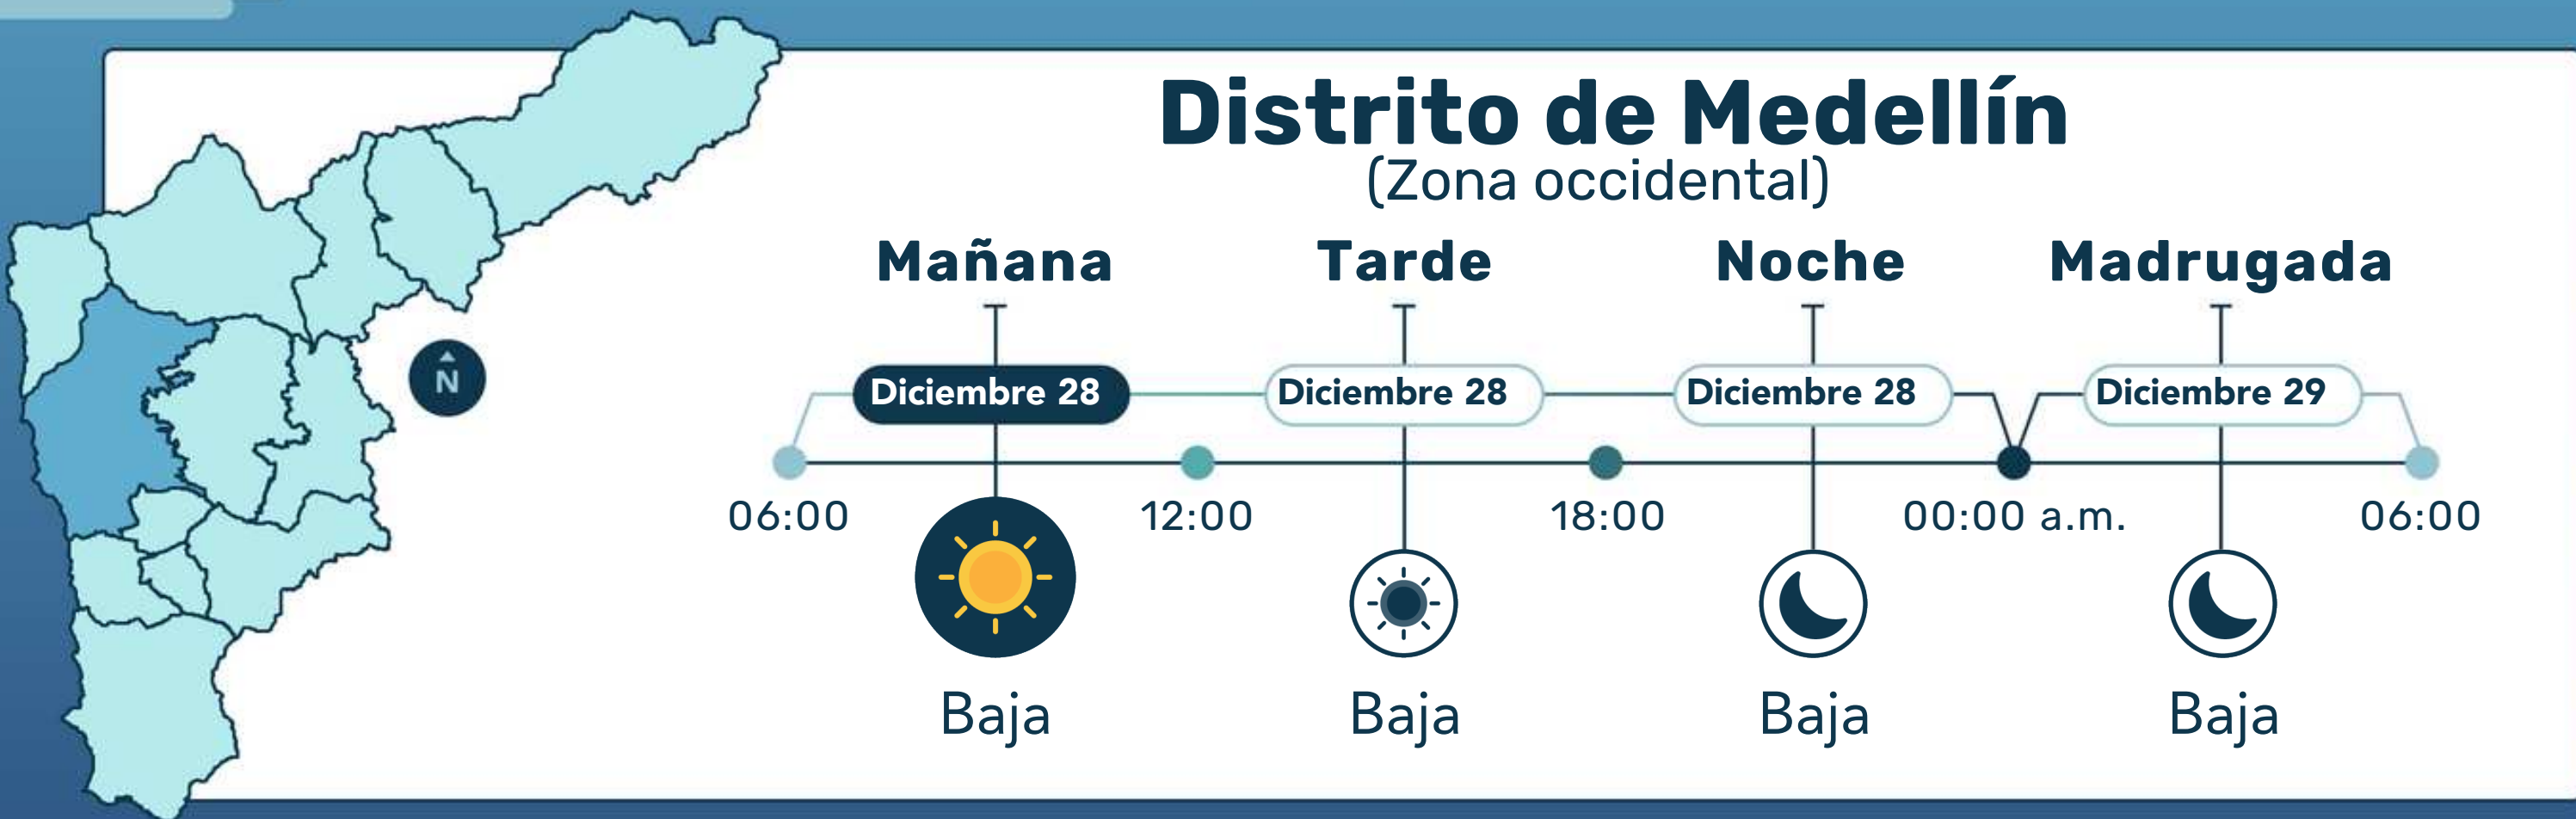 Distrito de Medellín
(Zona occidental)
Mañana Tarde Noche Madrugada
Diciembre 28 Diciembre 28 Diciembre 28 Diciembre 29
N
06:00 12:00 18:00 00:00 a.m. 06:00
Baja Baja Baja Baja